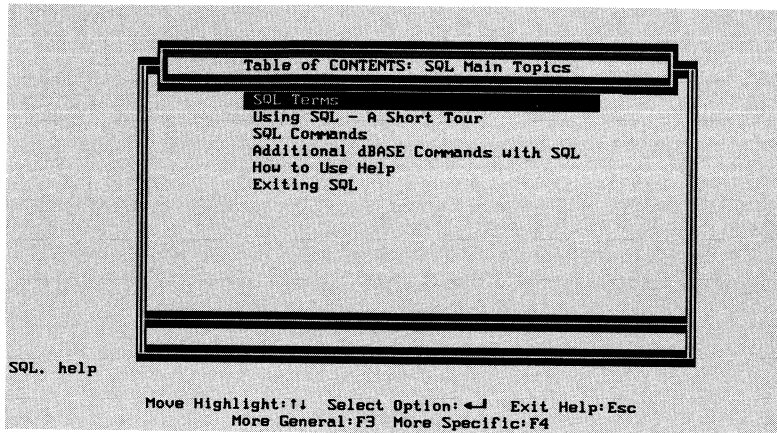 Table of CONTENTS: SQL Main Topics
SQL Terms
Using SQL – A Short Tour
SQL Commands
Additional dBASE Commands with SQL
How to Use Help
Exiting SQL
SQL. help
Move Highlight:↑↓ Select Option:↵ Exit Help:Esc
More General:F3 More Specific:F4